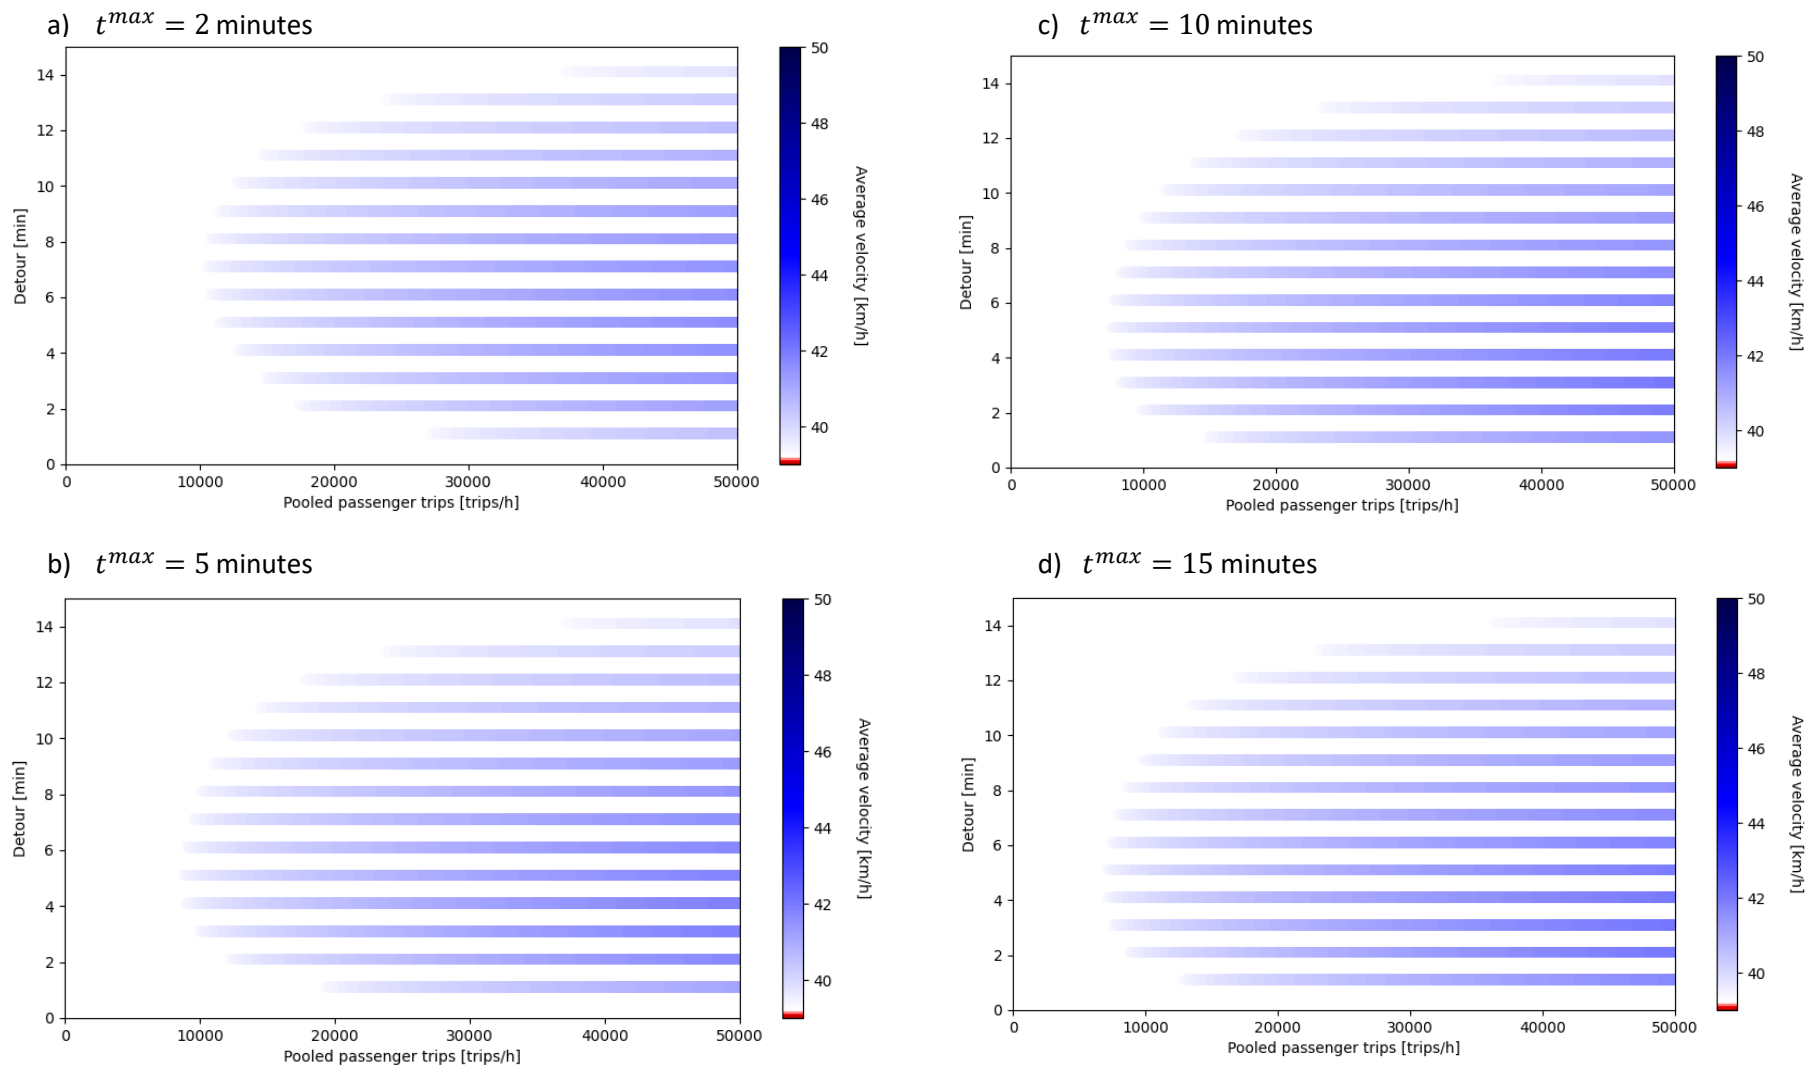 a) t^max = 2 minutes
50
48
46
44
42
40
Average velocity [km/h]
14
12
10
8
6
4
2
0
Detour [min]
0 10000 20000 30000 40000 50000
Pooled passenger trips [trips/h]
c) t^max = 10 minutes
50
48
46
44
42
40
Average velocity [km/h]
14
12
10
8
6
4
2
0
Detour [min]
0 10000 20000 30000 40000 50000
Pooled passenger trips [trips/h]
b) t^max = 5 minutes
50
48
46
44
42
40
Average velocity [km/h]
14
12
10
8
6
4
2
0
Detour [min]
0 10000 20000 30000 40000 50000
Pooled passenger trips [trips/h]
d) t^max = 15 minutes
50
48
46
44
42
40
Average velocity [km/h]
14
12
10
8
6
4
2
0
Detour [min]
0 10000 20000 30000 40000 50000
Pooled passenger trips [trips/h]